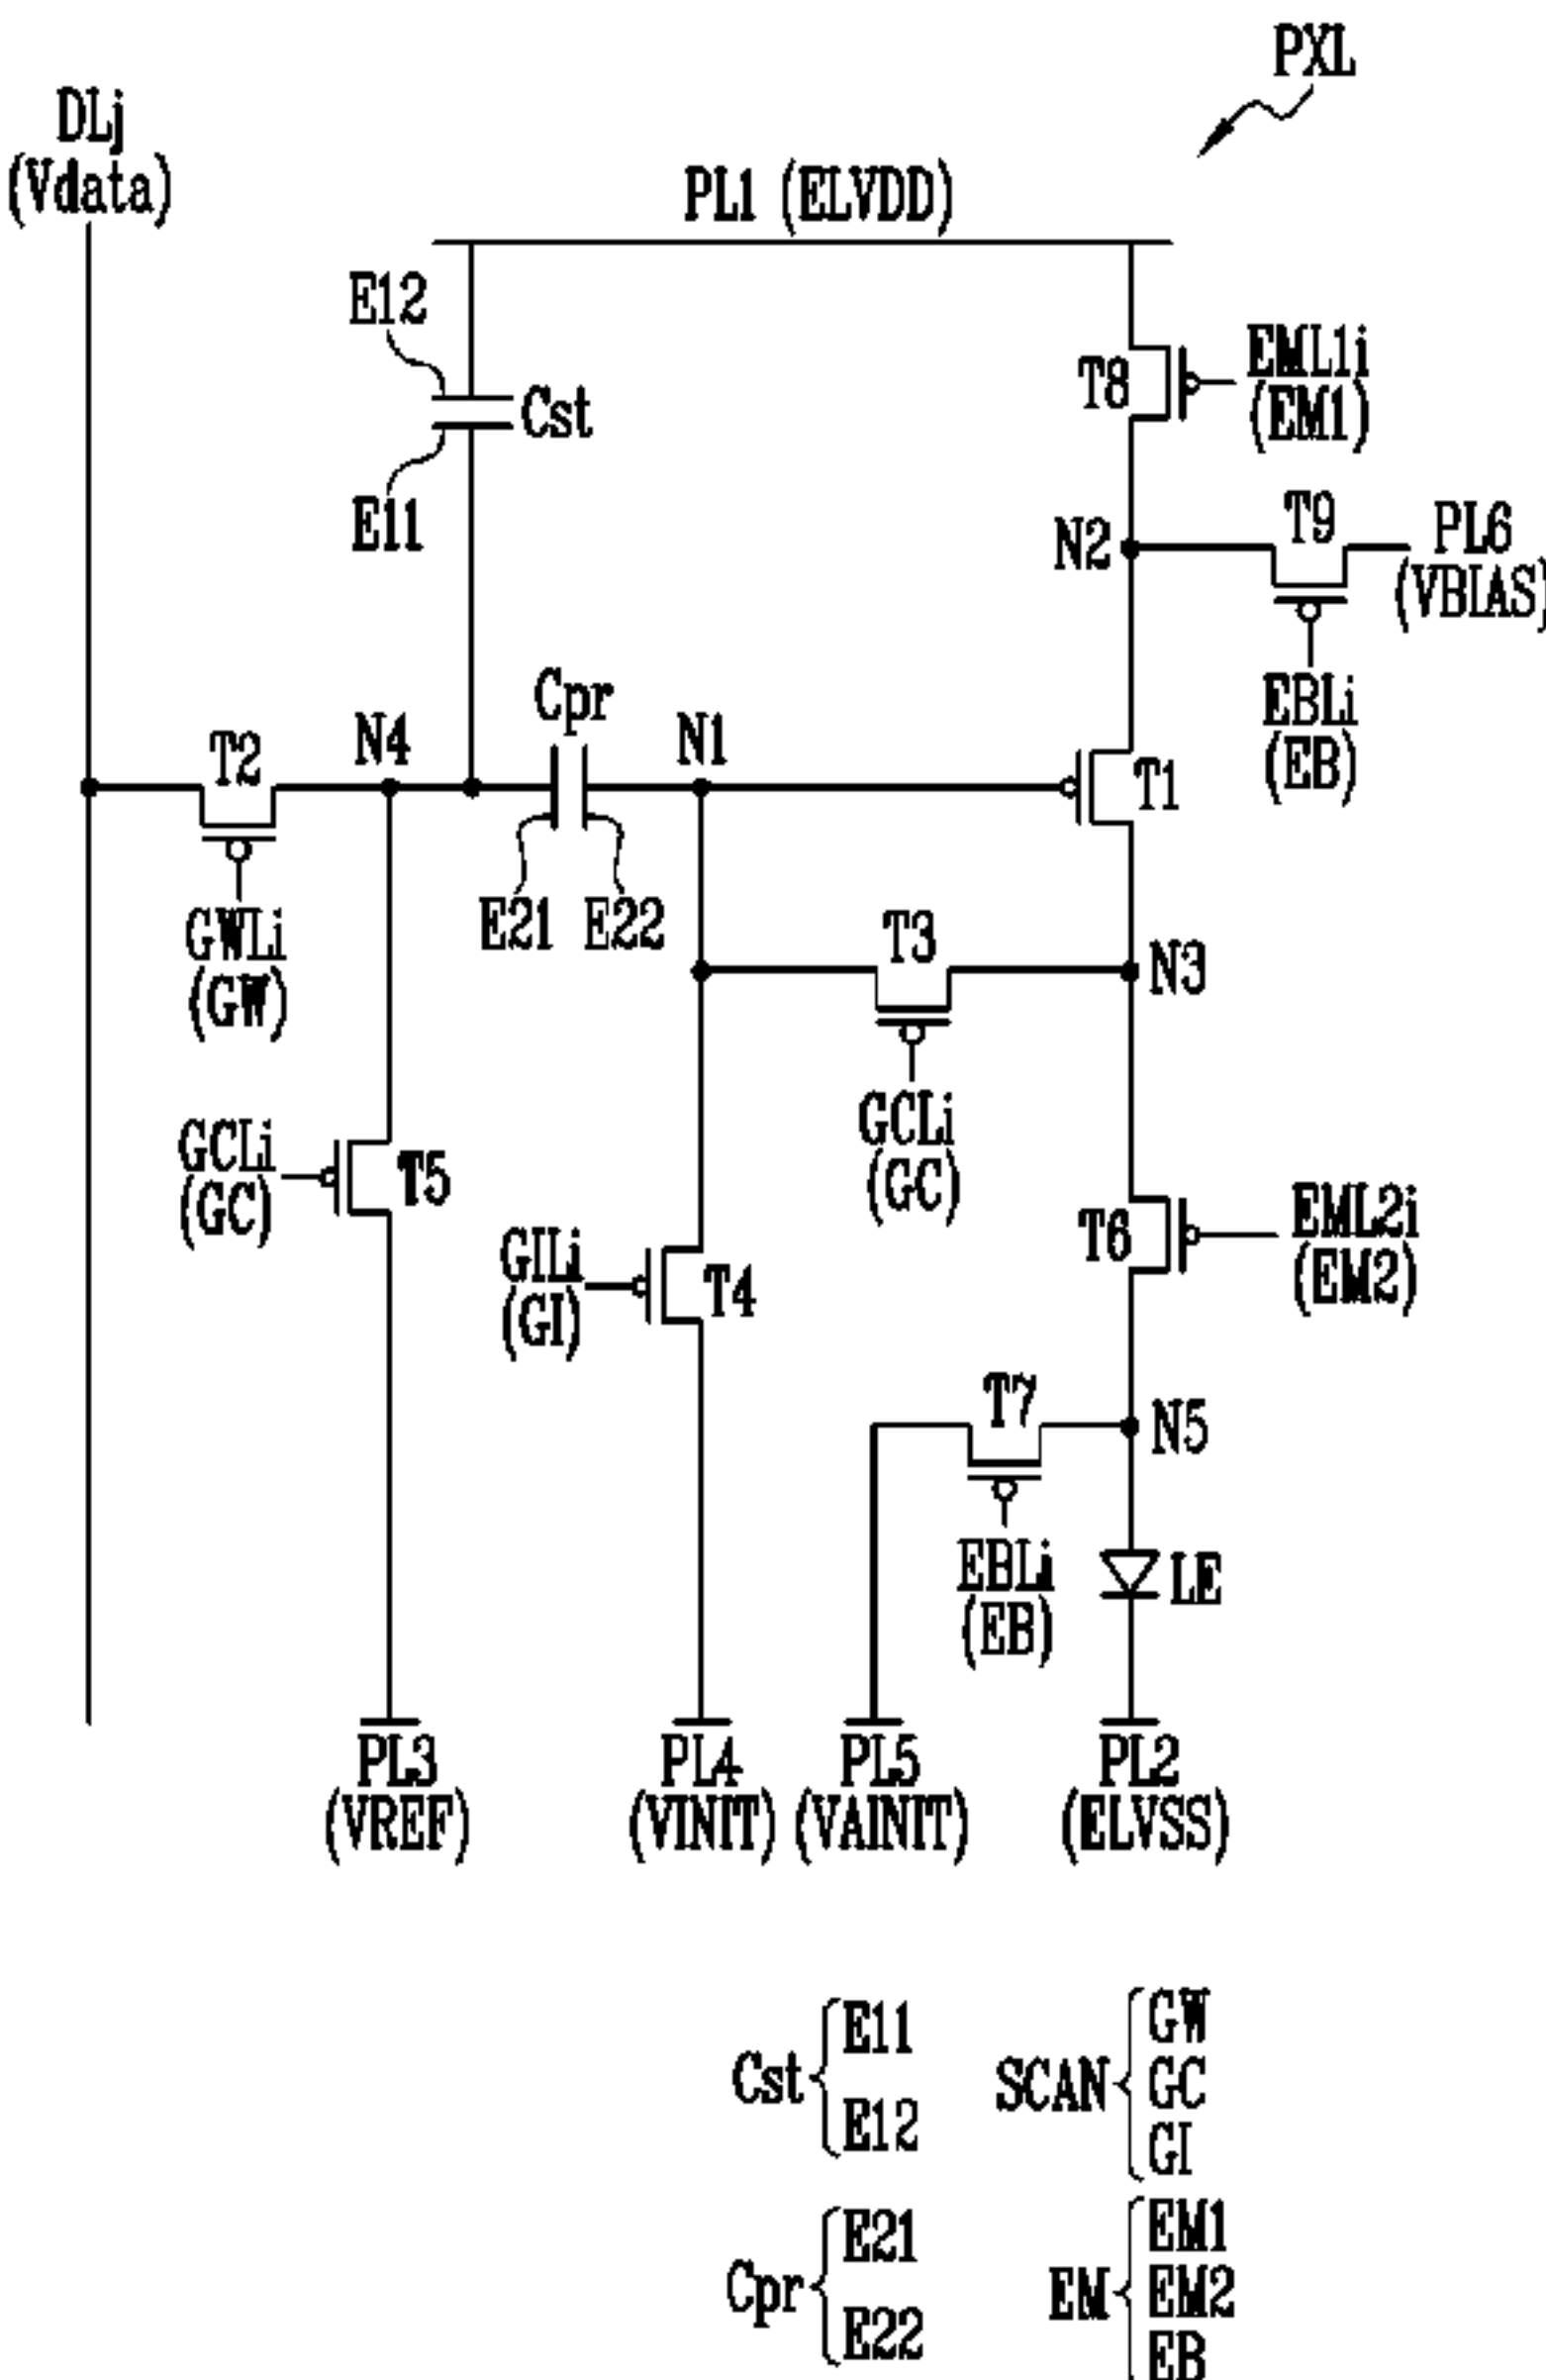 PXL
DLj
(Vdata)
PL1 (ELVDD)
E12
Cst
E11
T8
EML1i
(EM1)
N2
T9
PL6
(VBIAS)
EBLi
(EB)
Cpr
N4
N1
T2
T1
GWLi
(GW)
E21
E22
T3
N3
GCLi
(GC)
GCLi
(GC)
T5
T6
EML2i
(EM2)
GILi
(GI)
T4
T7
N5
EBLi
(EB)
LE
PL3
(VREF)
PL4
(VINIT)
PL5
(VAINIT)
PL2
(ELVSS)
Cst
E11
E12
SCAN
GW
GC
GI
Cpr
E21
E22
EM
EM1
EM2
EB